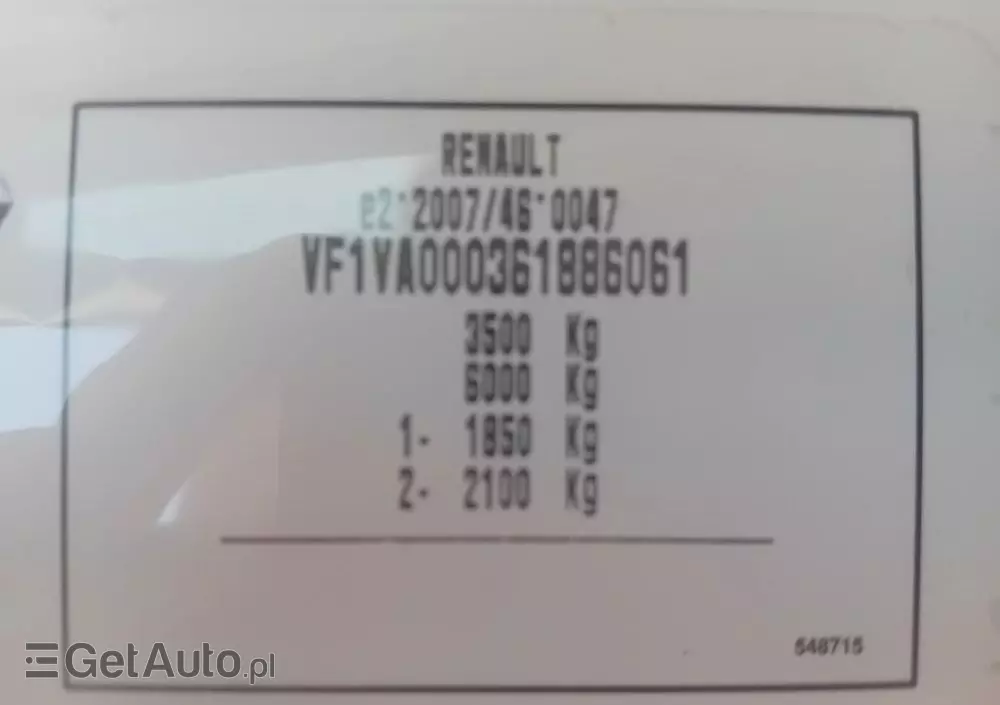 RENAULT
e2*2007/46*0047
VF1VA000361886061
3500 Kg
6000 Kg
1- 1850 Kg
2- 2100 Kg
548715
GetAuto.pl